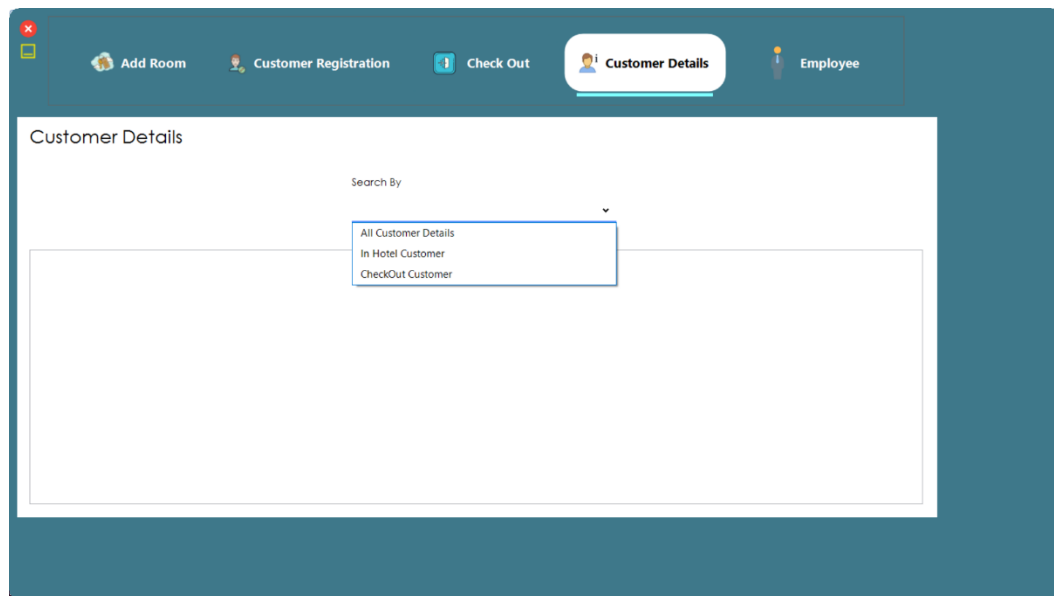 Add Room
Customer Registration
Check Out
Customer Details
Employee
Customer Details
Search By
All Customer Details
In Hotel Customer
CheckOut Customer